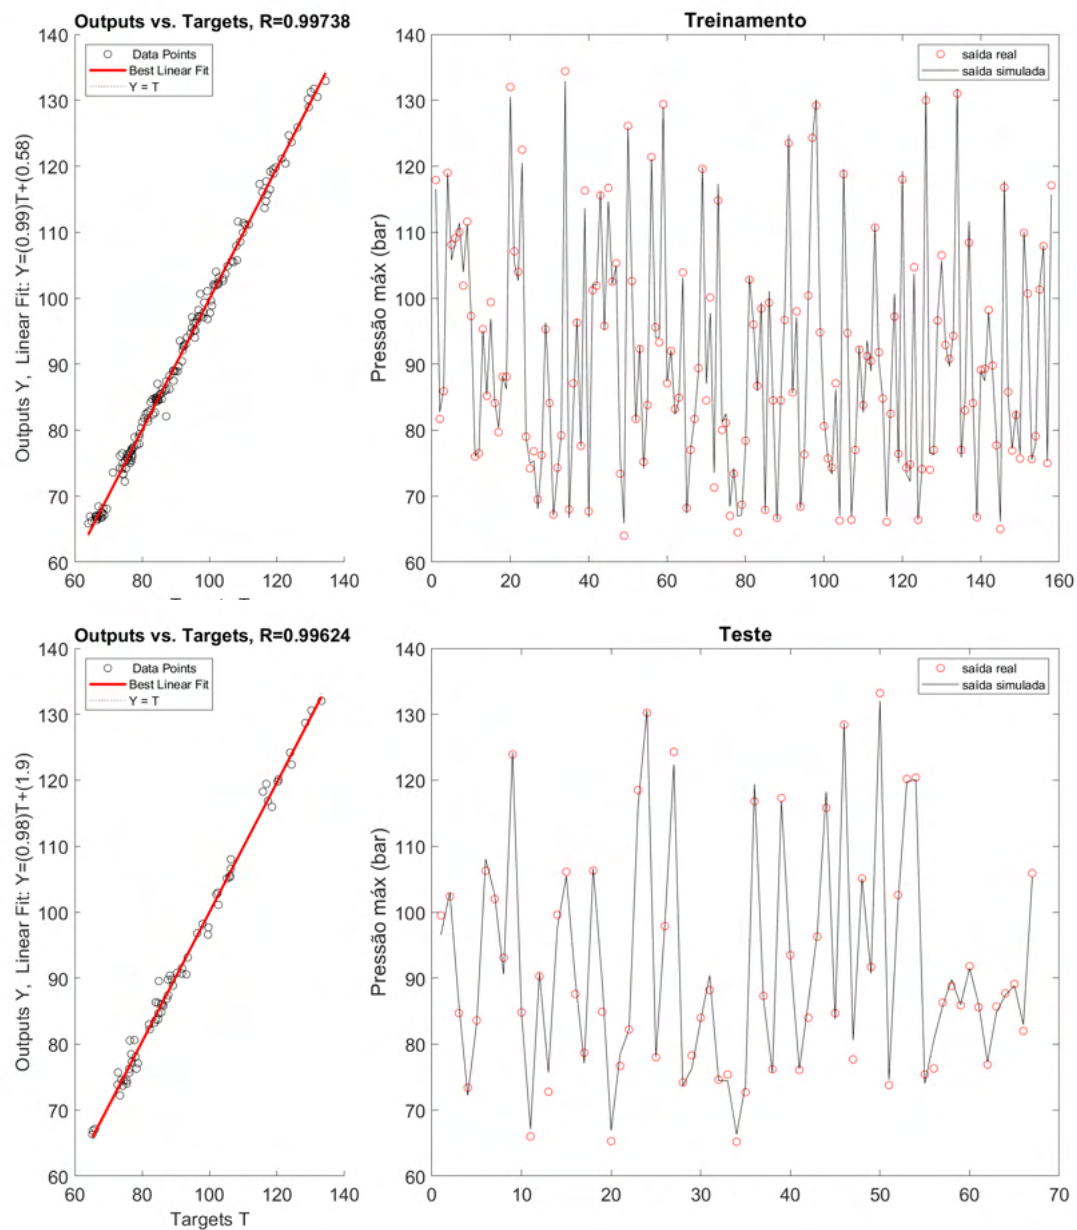 Outputs vs. Targets, R=0.99738
Data Points
Best Linear Fit
Y = T
Outputs Y, Linear Fit: Y=(0.99)T+(0.58)
140
130
120
110
100
90
80
70
60
60 80 100 120 140
Targets T
Treinamento
saída real
saída simulada
Pressão máx (bar)
140
130
120
110
100
90
80
70
60
0 20 40 60 80 100 120 140 160
Outputs vs. Targets, R=0.99624
Data Points
Best Linear Fit
Y = T
Outputs Y, Linear Fit: Y=(0.98)T+(1.9)
140
130
120
110
100
90
80
70
60
60 80 100 120 140
Targets T
Teste
saída real
saída simulada
Pressão máx (bar)
140
130
120
110
100
90
80
70
60
0 10 20 30 40 50 60 70